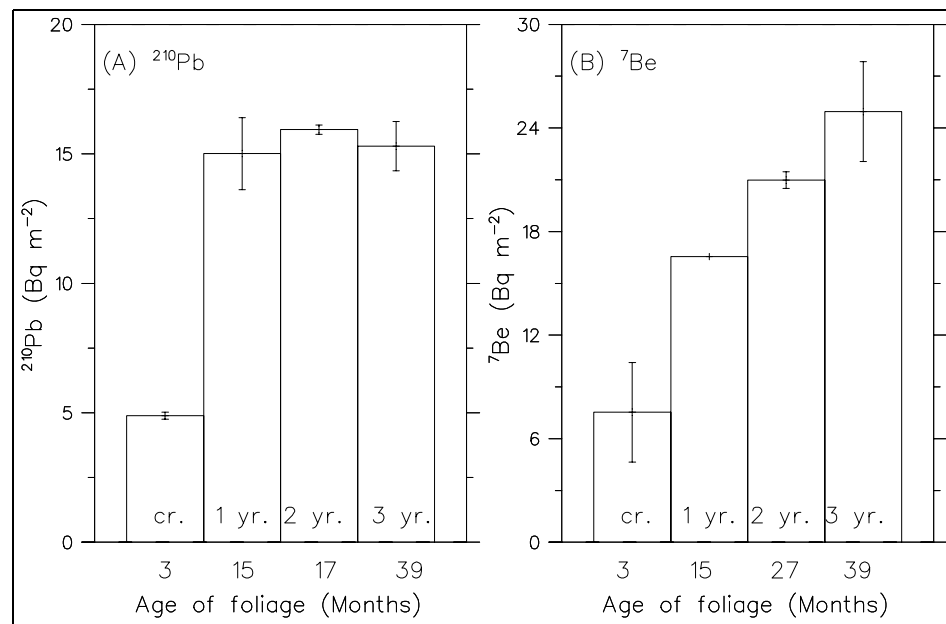 (A) ²¹⁰Pb
20
15
10
5
0
²¹⁰Pb (Bq m⁻²)
cr. 1 yr. 2 yr. 3 yr.
3 15 17 39
Age of foliage (Months)
(B) ⁷Be
30
24
18
12
6
0
⁷Be (Bq m⁻²)
cr. 1 yr. 2 yr. 3 yr.
3 15 27 39
Age of foliage (Months)